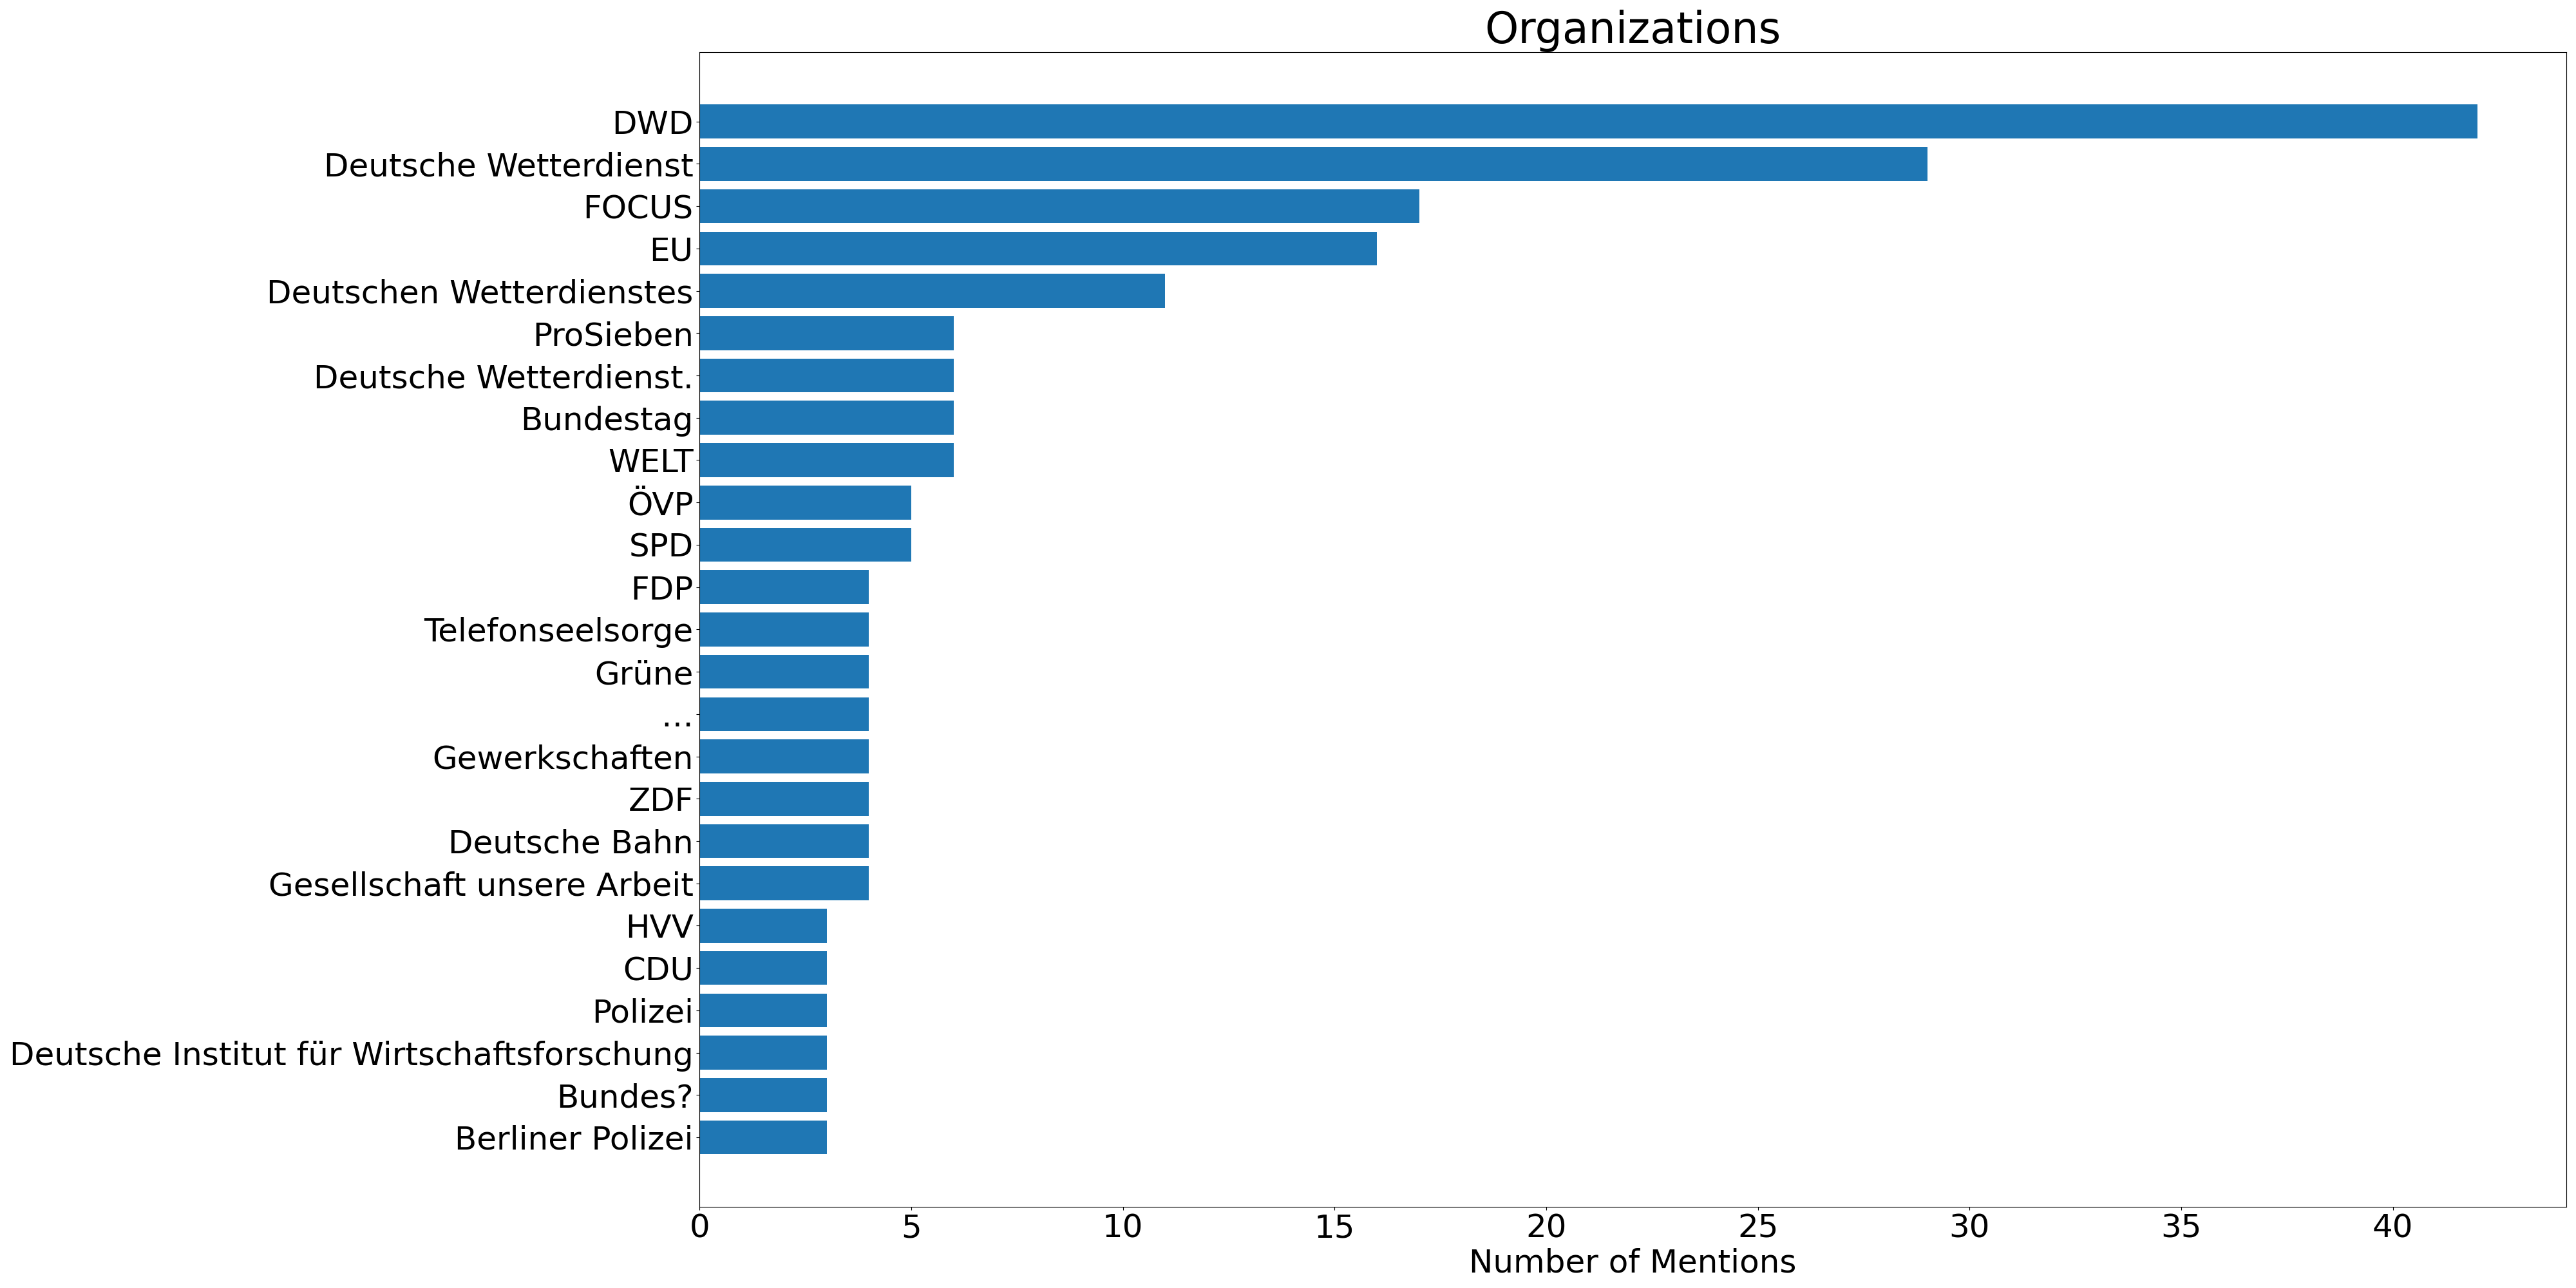 Organizations
DWD
Deutsche Wetterdienst
FOCUS
EU
Deutschen Wetterdienstes
ProSieben
Deutsche Wetterdienst.
Bundestag
WELT
ÖVP
SPD
FDP
Telefonseelsorge
Grüne
...
Gewerkschaften
ZDF
Deutsche Bahn
Gesellschaft unsere Arbeit
HVV
CDU
Polizei
Deutsche Institut für Wirtschaftsforschung
Bundes?
Berliner Polizei
0 5 10 15 20 25 30 35 40
Number of Mentions